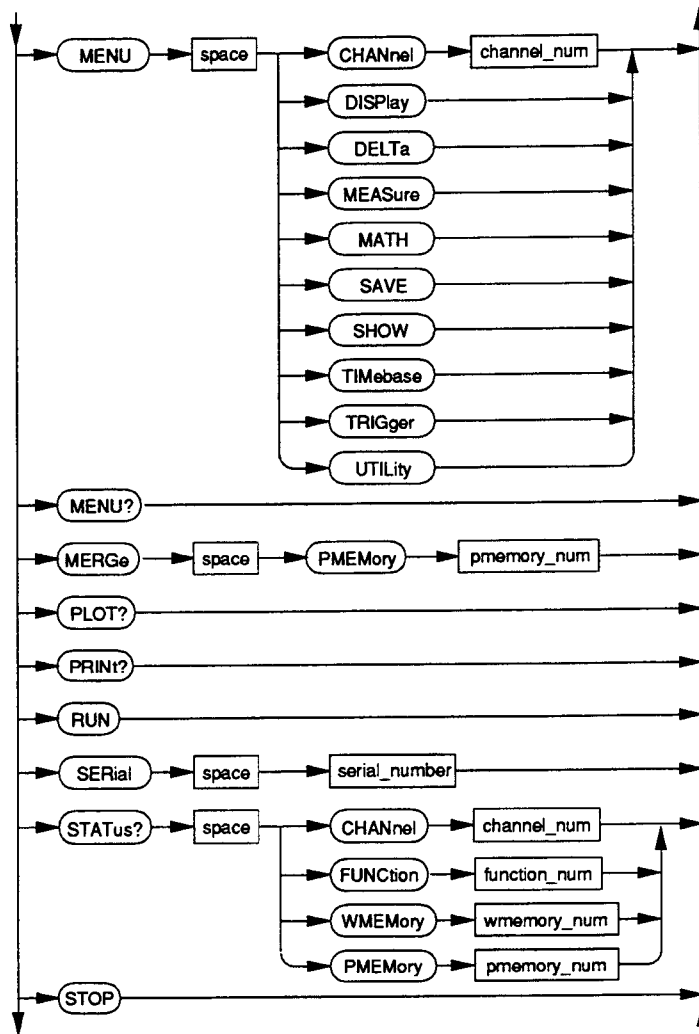 MENU space CHANnel channel_num
DISPlay
DELTa
MEASure
MATH
SAVE
SHOW
TIMebase
TRIGger
UTILity
MENU?
MERGe space PMEMory pmemory_num
PLOT?
PRINt?
RUN
SERial space serial_number
STATus? space CHANnel channel_num
FUNCtion function_num
WMEMory wmemory_num
PMEMory pmemory_num
STOP